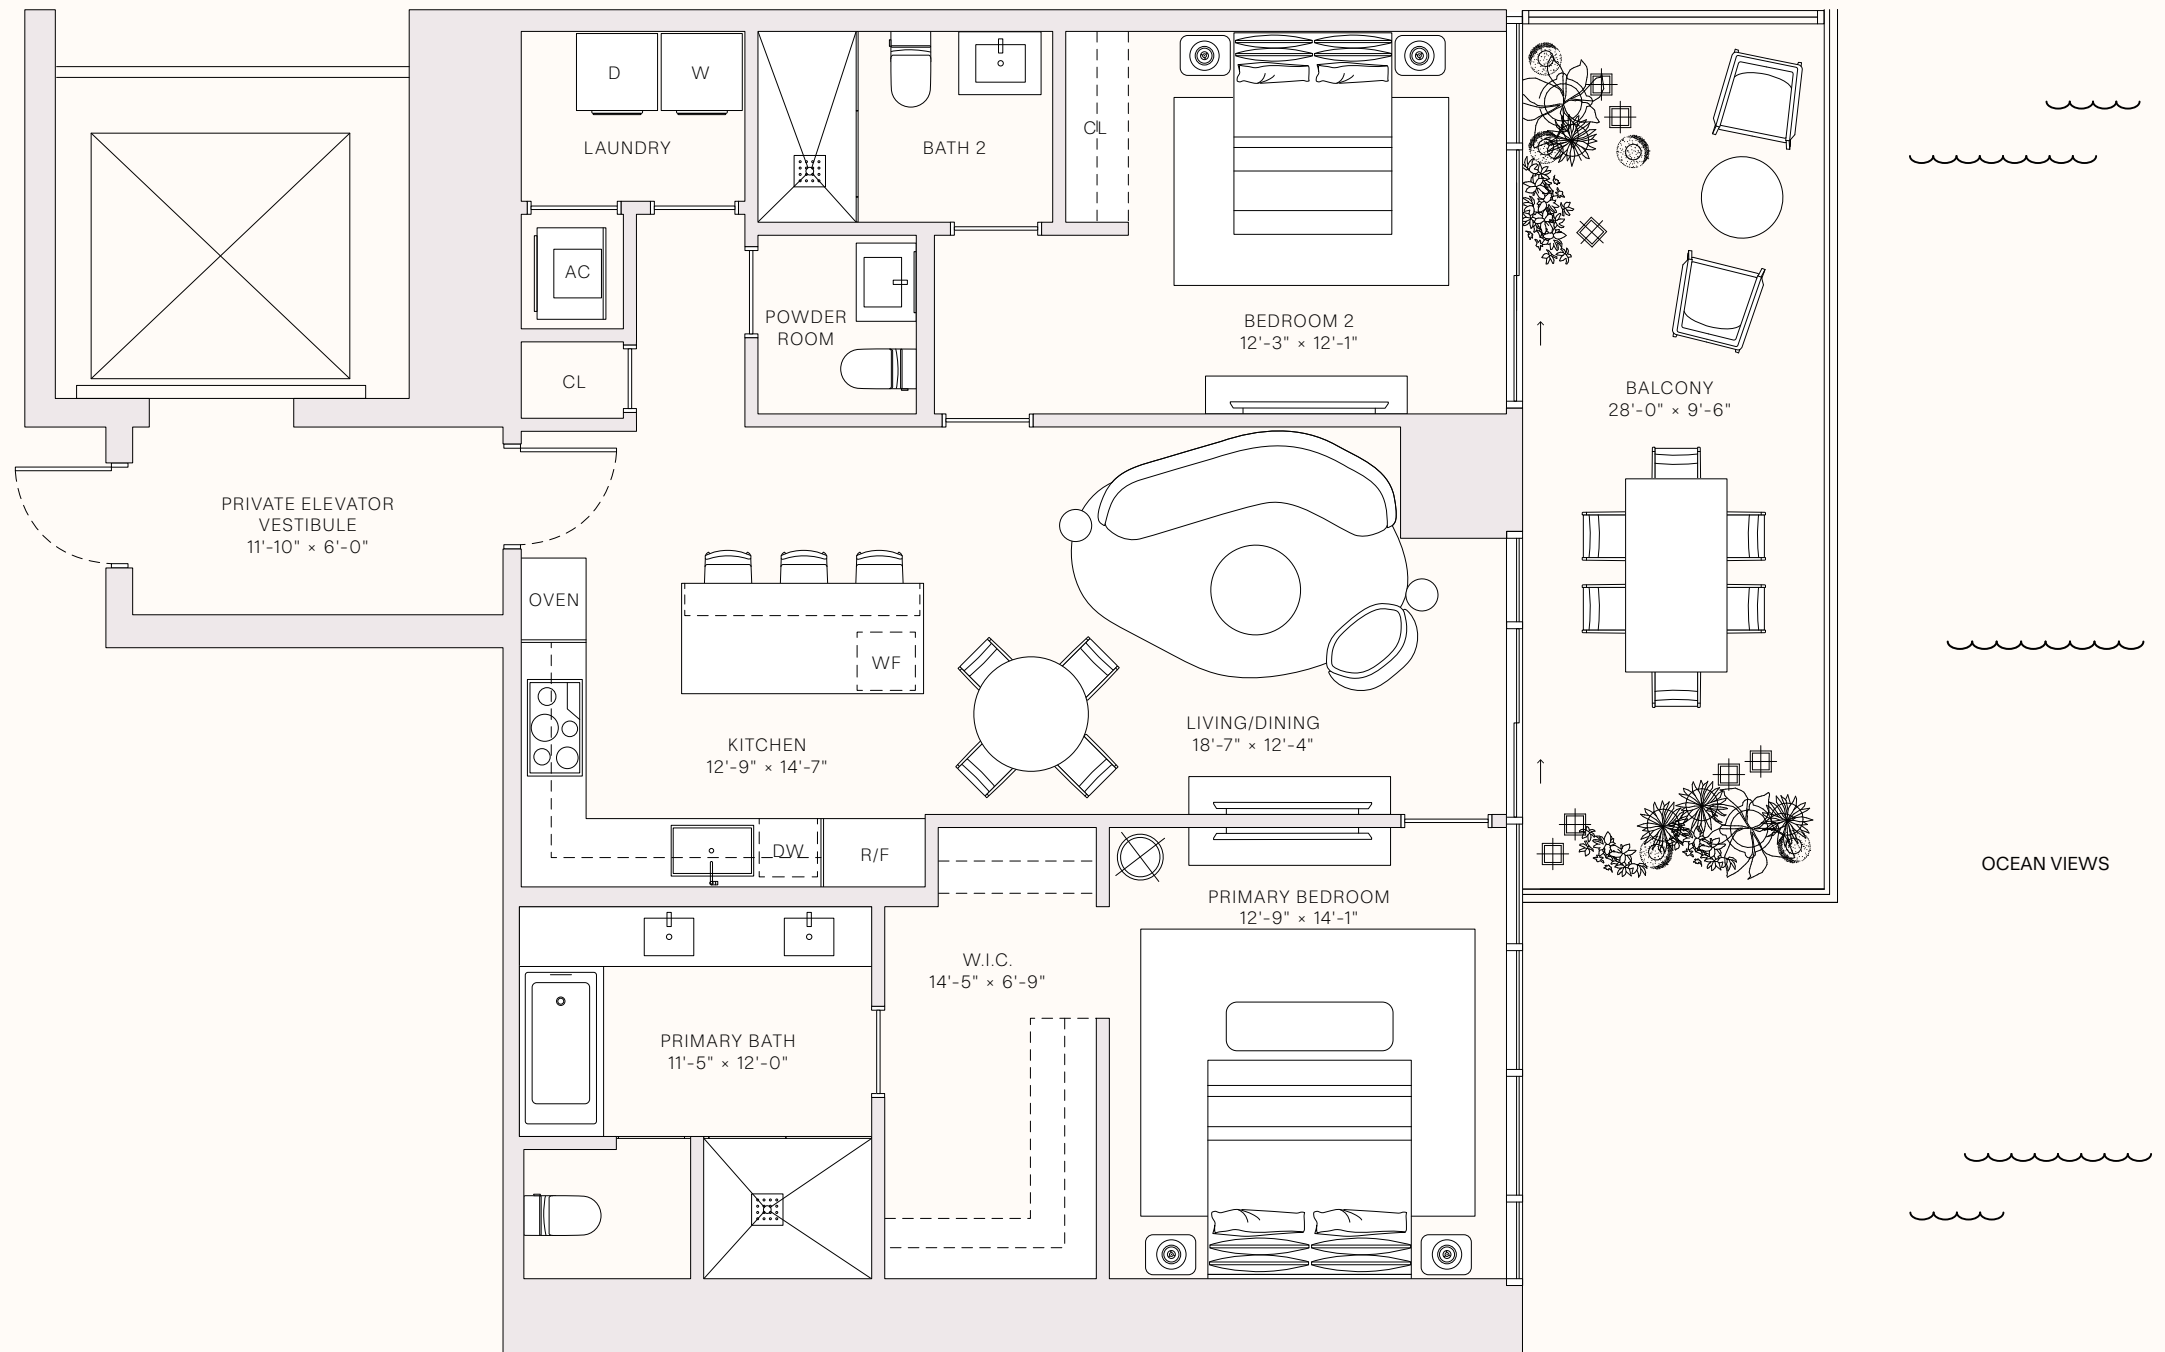 D
W
LAUNDRY
BATH 2
CL
AC
POWDER
ROOM
BEDROOM 2
12'-3" × 12'-1"
CL
BALCONY
28'-0" × 9'-6"
PRIVATE ELEVATOR
VESTIBULE
11'-10" × 6'-0"
OVEN
WF
LIVING/DINING
18'-7" × 12'-4"
KITCHEN
12'-9" × 14'-7"
DW
R/F
OCEAN VIEWS
PRIMARY BEDROOM
12'-9" × 14'-1"
W.I.C.
14'-5" × 6'-9"
PRIMARY BATH
11'-5" × 12'-0"